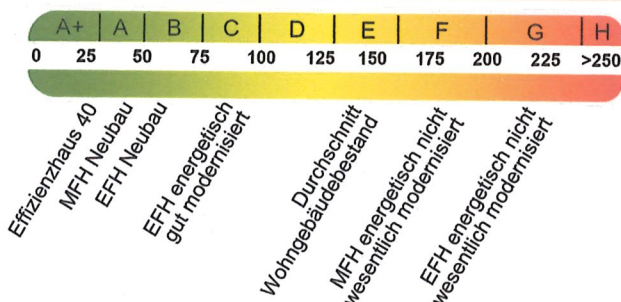 A+ A B C D E F G H
0 25 50 75 100 125 150 175 200 225 >250
Effizienzhaus 40
MFH Neubau
EFH Neubau
EFH energetisch
gut modernisiert
Durchschnitt
Wohngebäudebestand
MFH energetisch nicht
wesentlich modernisiert
EFH energetisch nicht
wesentlich modernisiert